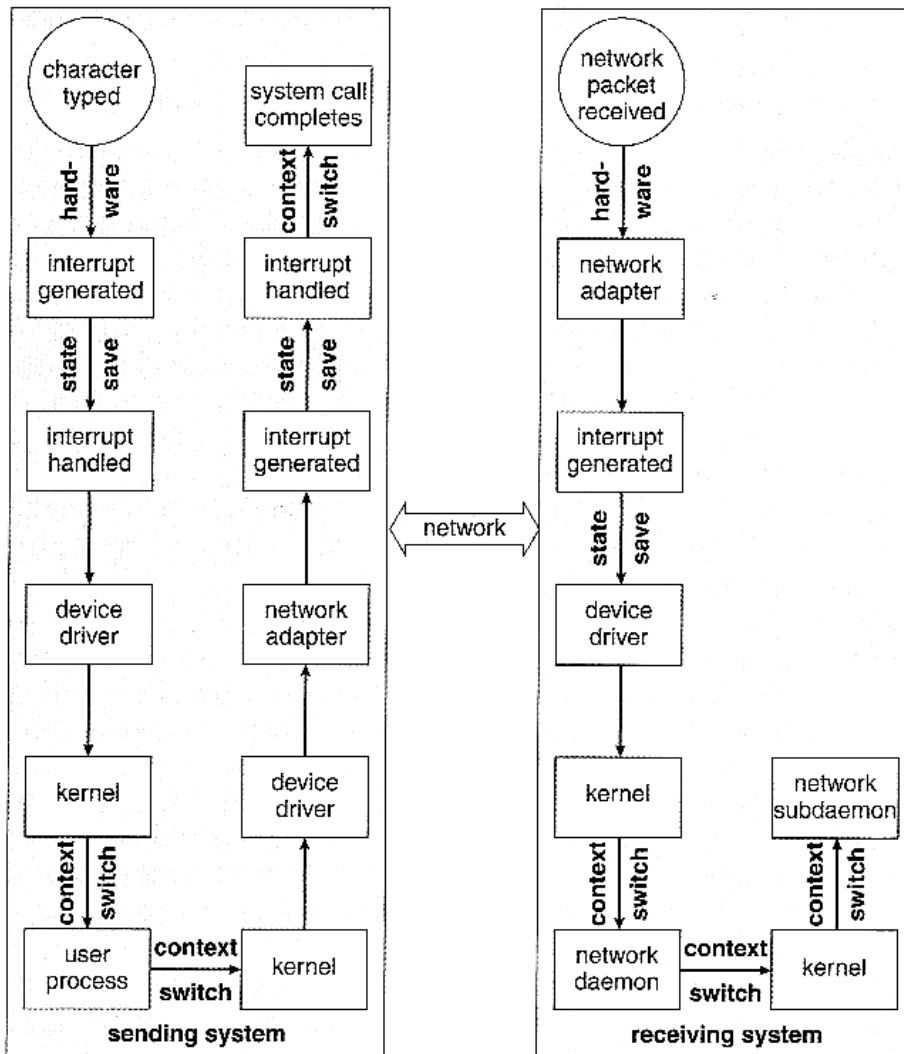 character
typed
hard-
ware
interrupt
generated
state
save
interrupt
handled
device
driver
kernel
context
switch
user
process
context
switch
kernel
device
driver
network
adapter
interrupt
generated
state
save
interrupt
handled
context
switch
system call
completes
sending system
network
network
packet
received
hard-
ware
network
adapter
interrupt
generated
state
save
device
driver
kernel
context
switch
network
daemon
context
switch
kernel
context
switch
network
subdaemon
receiving system